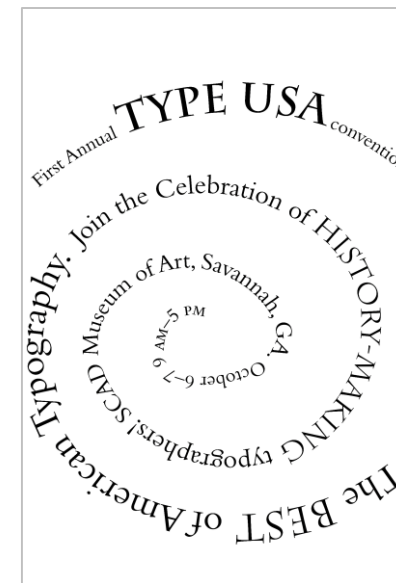 First Annual TYPE USA conventio
The BEST of American Typography. Join the Celebration of HISTORY-MAKING typographers! SCAD Museum of Art, Savannah, GA. October 6–7 9 AM–5 PM